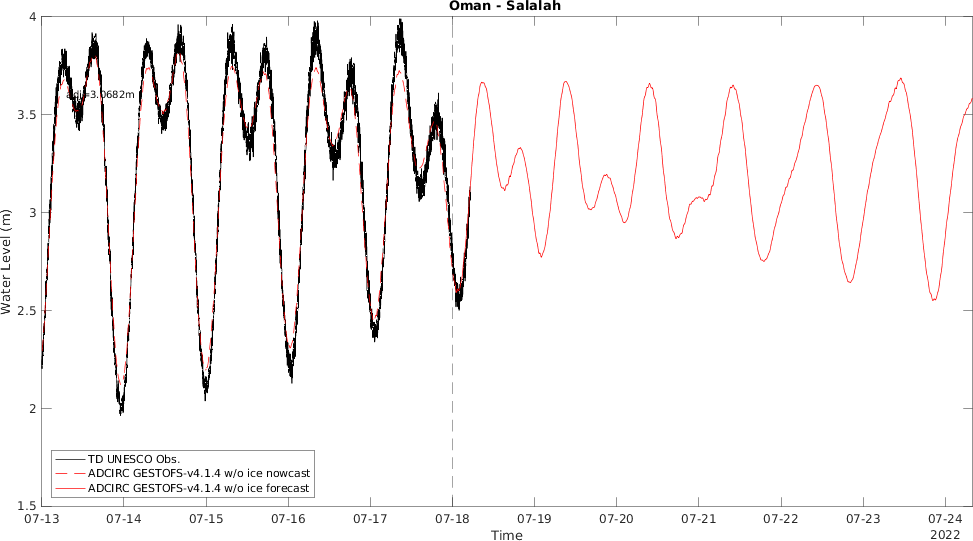 Oman - Salalah
4
3.5
3
2.5
2
1.5
Water Level (m)
adj=3.0682m
TD UNESCO Obs.
ADCIRC GESTOFS-v4.1.4 w/o ice nowcast
ADCIRC GESTOFS-v4.1.4 w/o ice forecast
07-13 07-14 07-15 07-16 07-17 07-18 07-19 07-20 07-21 07-22 07-23 07-24
Time
2022